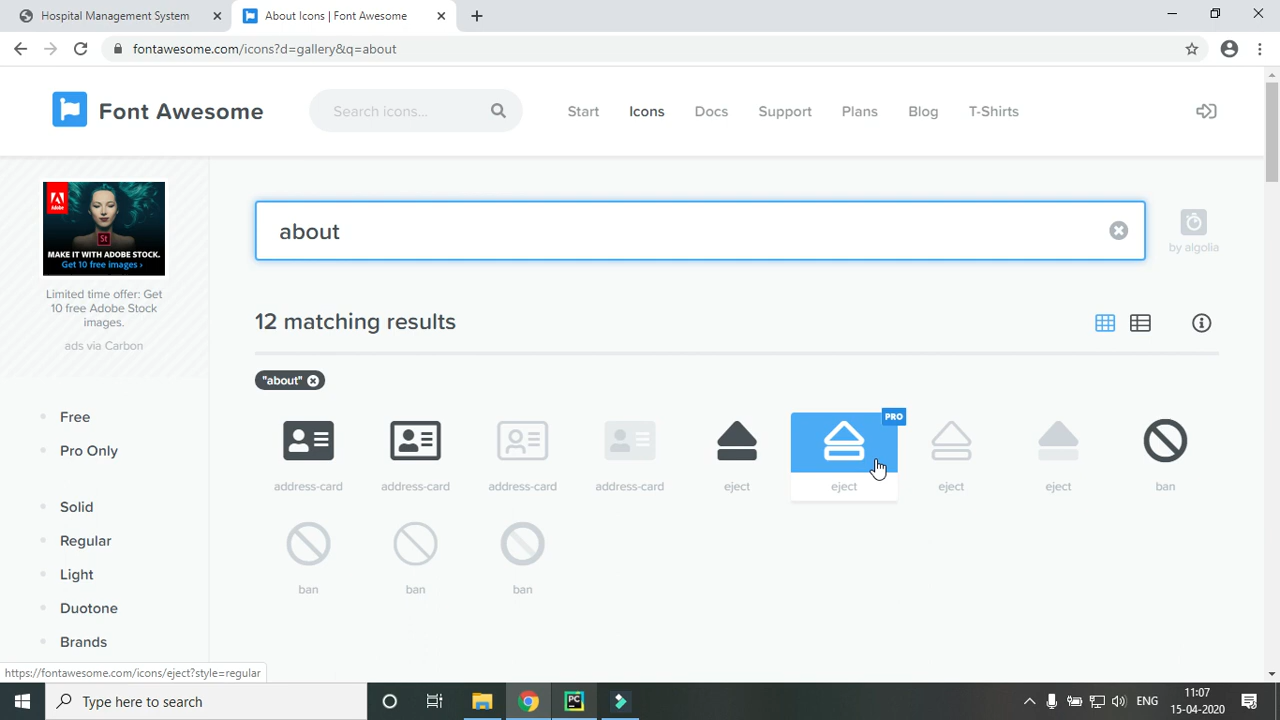 Hospital Management System
About Icons | Font Awesome
fontawesome.com/icons?d=gallery&q=about
Font Awesome
Search icons...
Start
Icons
Docs
Support
Plans
Blog
T-Shirts
Adobe
St
MAKE IT WITH ADOBE STOCK.
Get 10 free images ›
Limited time offer: Get
10 free Adobe Stock
images.
ads via Carbon
about
by algolia
12 matching results
"about"
Free
Pro Only
Solid
Regular
Light
Duotone
Brands
PRO
address-card
address-card
address-card
address-card
eject
eject
eject
eject
ban
ban
ban
ban
https://fontawesome.com/icons/eject?style=regular
Type here to search
PC
ENG
11:07
15-04-2020